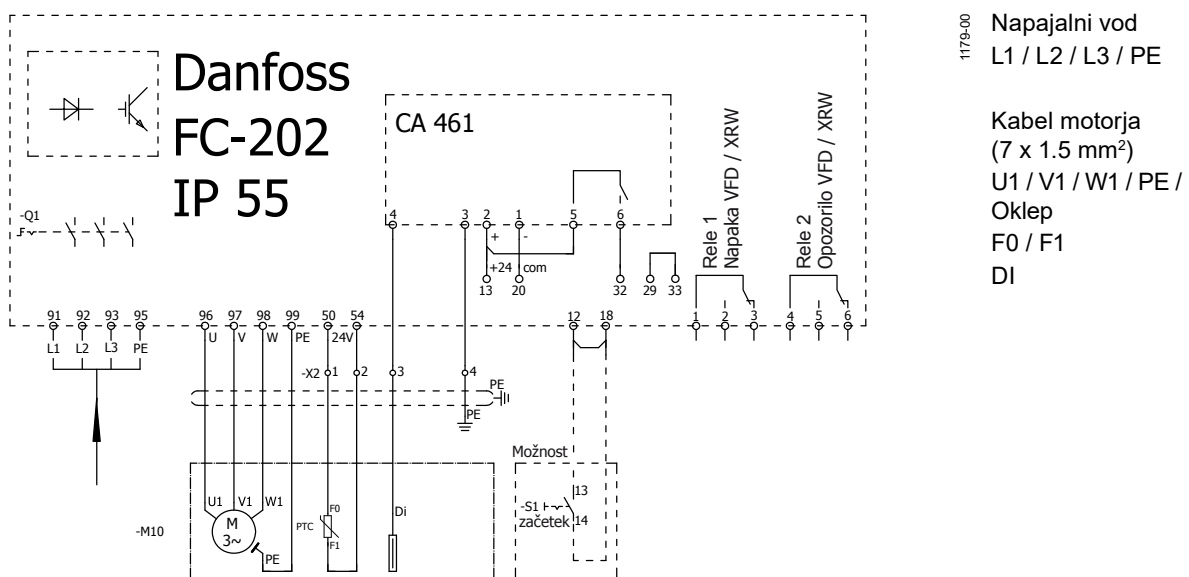 Danfoss
FC-202
IP 55
-Q1
CA 461
4 3 2 1 5 6
+ -
+24 com
13 20 32 29 33
Rele 1
Napaka VFD / XRW
Rele 2
Opozorilo VFD / XRW
91 92 93 95 96 97 98 99 50 54 12 18 1 2 3 4 5 6
L1 L2 L3 PE U V W PE 24V
-X2 1 2 3 4
PE
PE
Možnost
-M10
U1 V1 W1
M
3~
PE
PTC
F0
F1
Di
-S1
začetek
13
14
1179-00
Napajalni vod
L1 / L2 / L3 / PE
Kabel motorja
(7 x 1.5 mm²)
U1 / V1 / W1 / PE /
Oklep
F0 / F1
DI